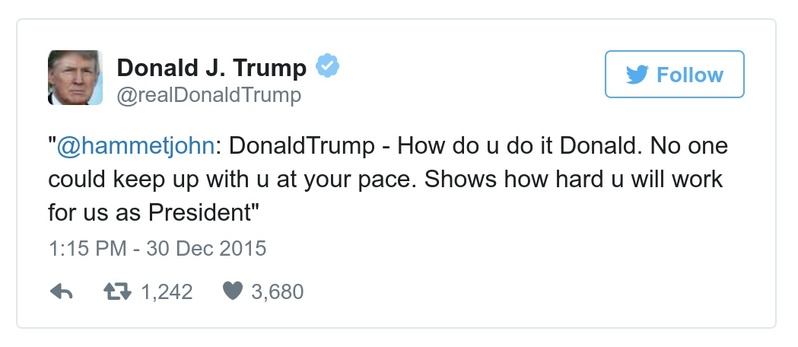 Donald J. Trump
@realDonaldTrump
Follow
"@hammetjohn: DonaldTrump - How do u do it Donald. No one
could keep up with u at your pace. Shows how hard u will work
for us as President"
1:15 PM - 30 Dec 2015
1,242 3,680